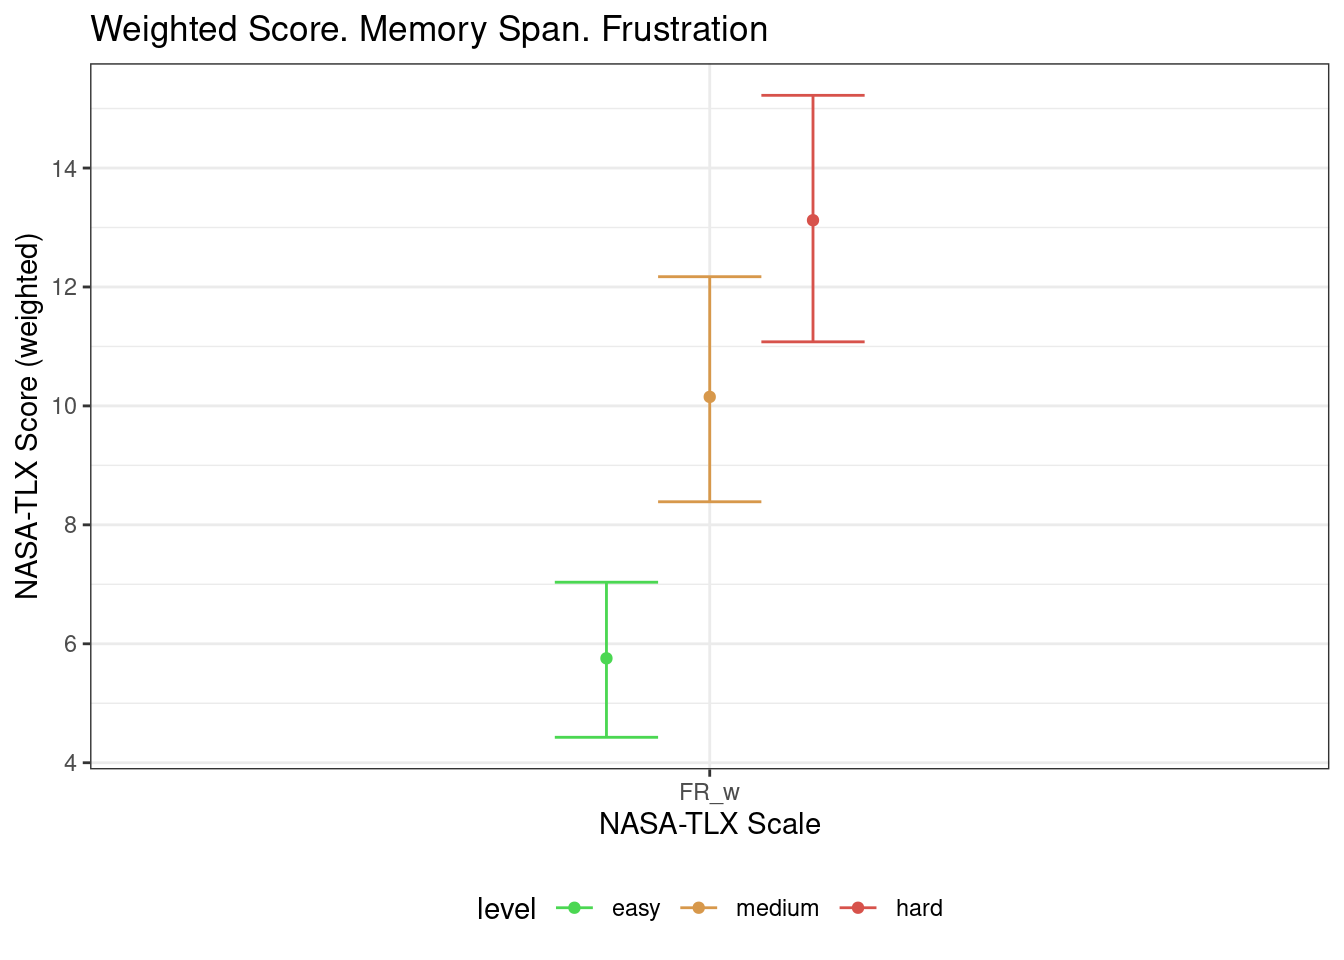 Weighted Score. Memory Span. Frustration
NASA-TLX Score (weighted)
14
12
10
8
6
4
FR_w
NASA-TLX Scale
level easy medium hard